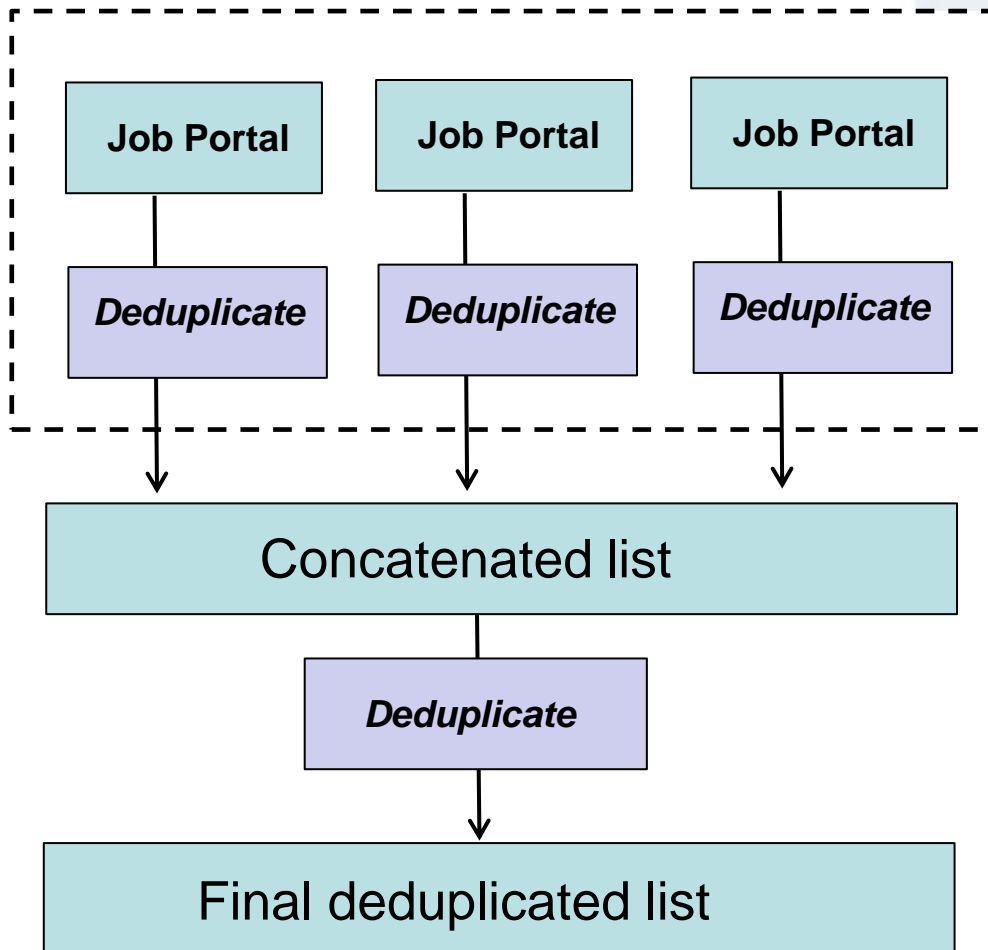 Job Portal
Job Portal
Job Portal
Deduplicate
Deduplicate
Deduplicate
Concatenated list
Deduplicate
Final deduplicated list